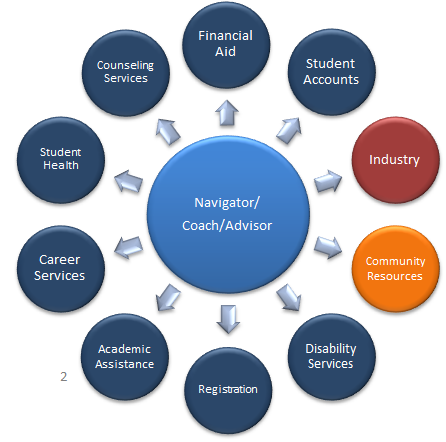 Financial
Aid
Student
Accounts
Industry
Community
Resources
Disability
Services
Registration
Academic
Assistance
Career
Services
Student
Health
Counseling
Services
Navigator/
Coach/Advisor
2